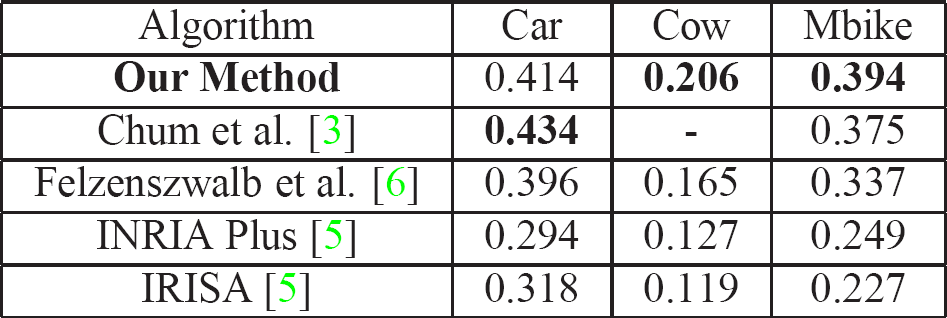 Algorithm Car Cow Mbike
Our Method 0.414 0.206 0.394
Chum et al. [3] 0.434 - 0.375
Felzenszwalb et al. [6] 0.396 0.165 0.337
INRIA Plus [5] 0.294 0.127 0.249
IRISA [5] 0.318 0.119 0.227